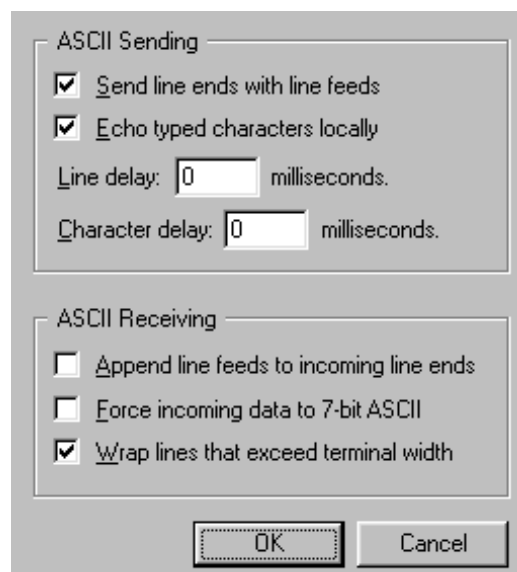 ASCII Sending
Send line ends with line feeds
Echo typed characters locally
Line delay: 0 milliseconds.
Character delay: 0 milliseconds.
ASCII Receiving
Append line feeds to incoming line ends
Force incoming data to 7-bit ASCII
Wrap lines that exceed terminal width
OK Cancel